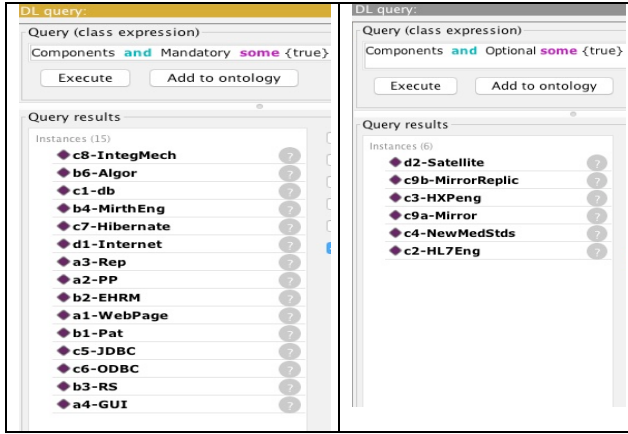 DL query:
Query (class expression)
Components and Mandatory some {true}
Execute
Add to ontology
Query results
Instances (15)
c8-IntegMech
?
b6-Algor
?
c1-db
?
b4-MirthEng
?
c7-Hibernate
?
d1-Internet
?
a3-Rep
?
a2-PP
?
b2-EHRM
?
a1-WebPage
?
b1-Pat
?
c5-JDBC
?
c6-ODBC
?
b3-RS
?
a4-GUI
?
DL query:
Query (class expression)
Components and Optional some {true}
Execute
Add to ontology
Query results
Instances (6)
d2-Satellite
?
c9b-MirrorReplic
?
c3-HXPeng
?
c9a-Mirror
?
c4-NewMedStds
?
c2-HL7Eng
?